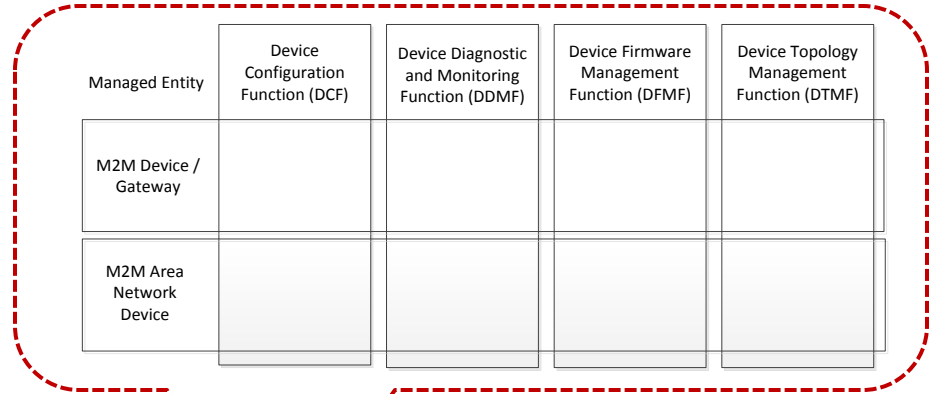 Managed Entity
Device
Configuration
Function (DCF)
Device Diagnostic
and Monitoring
Function (DDMF)
Device Firmware
Management
Function (DFMF)
Device Topology
Management
Function (DTMF)
M2M Device /
Gateway
M2M Area
Network
Device